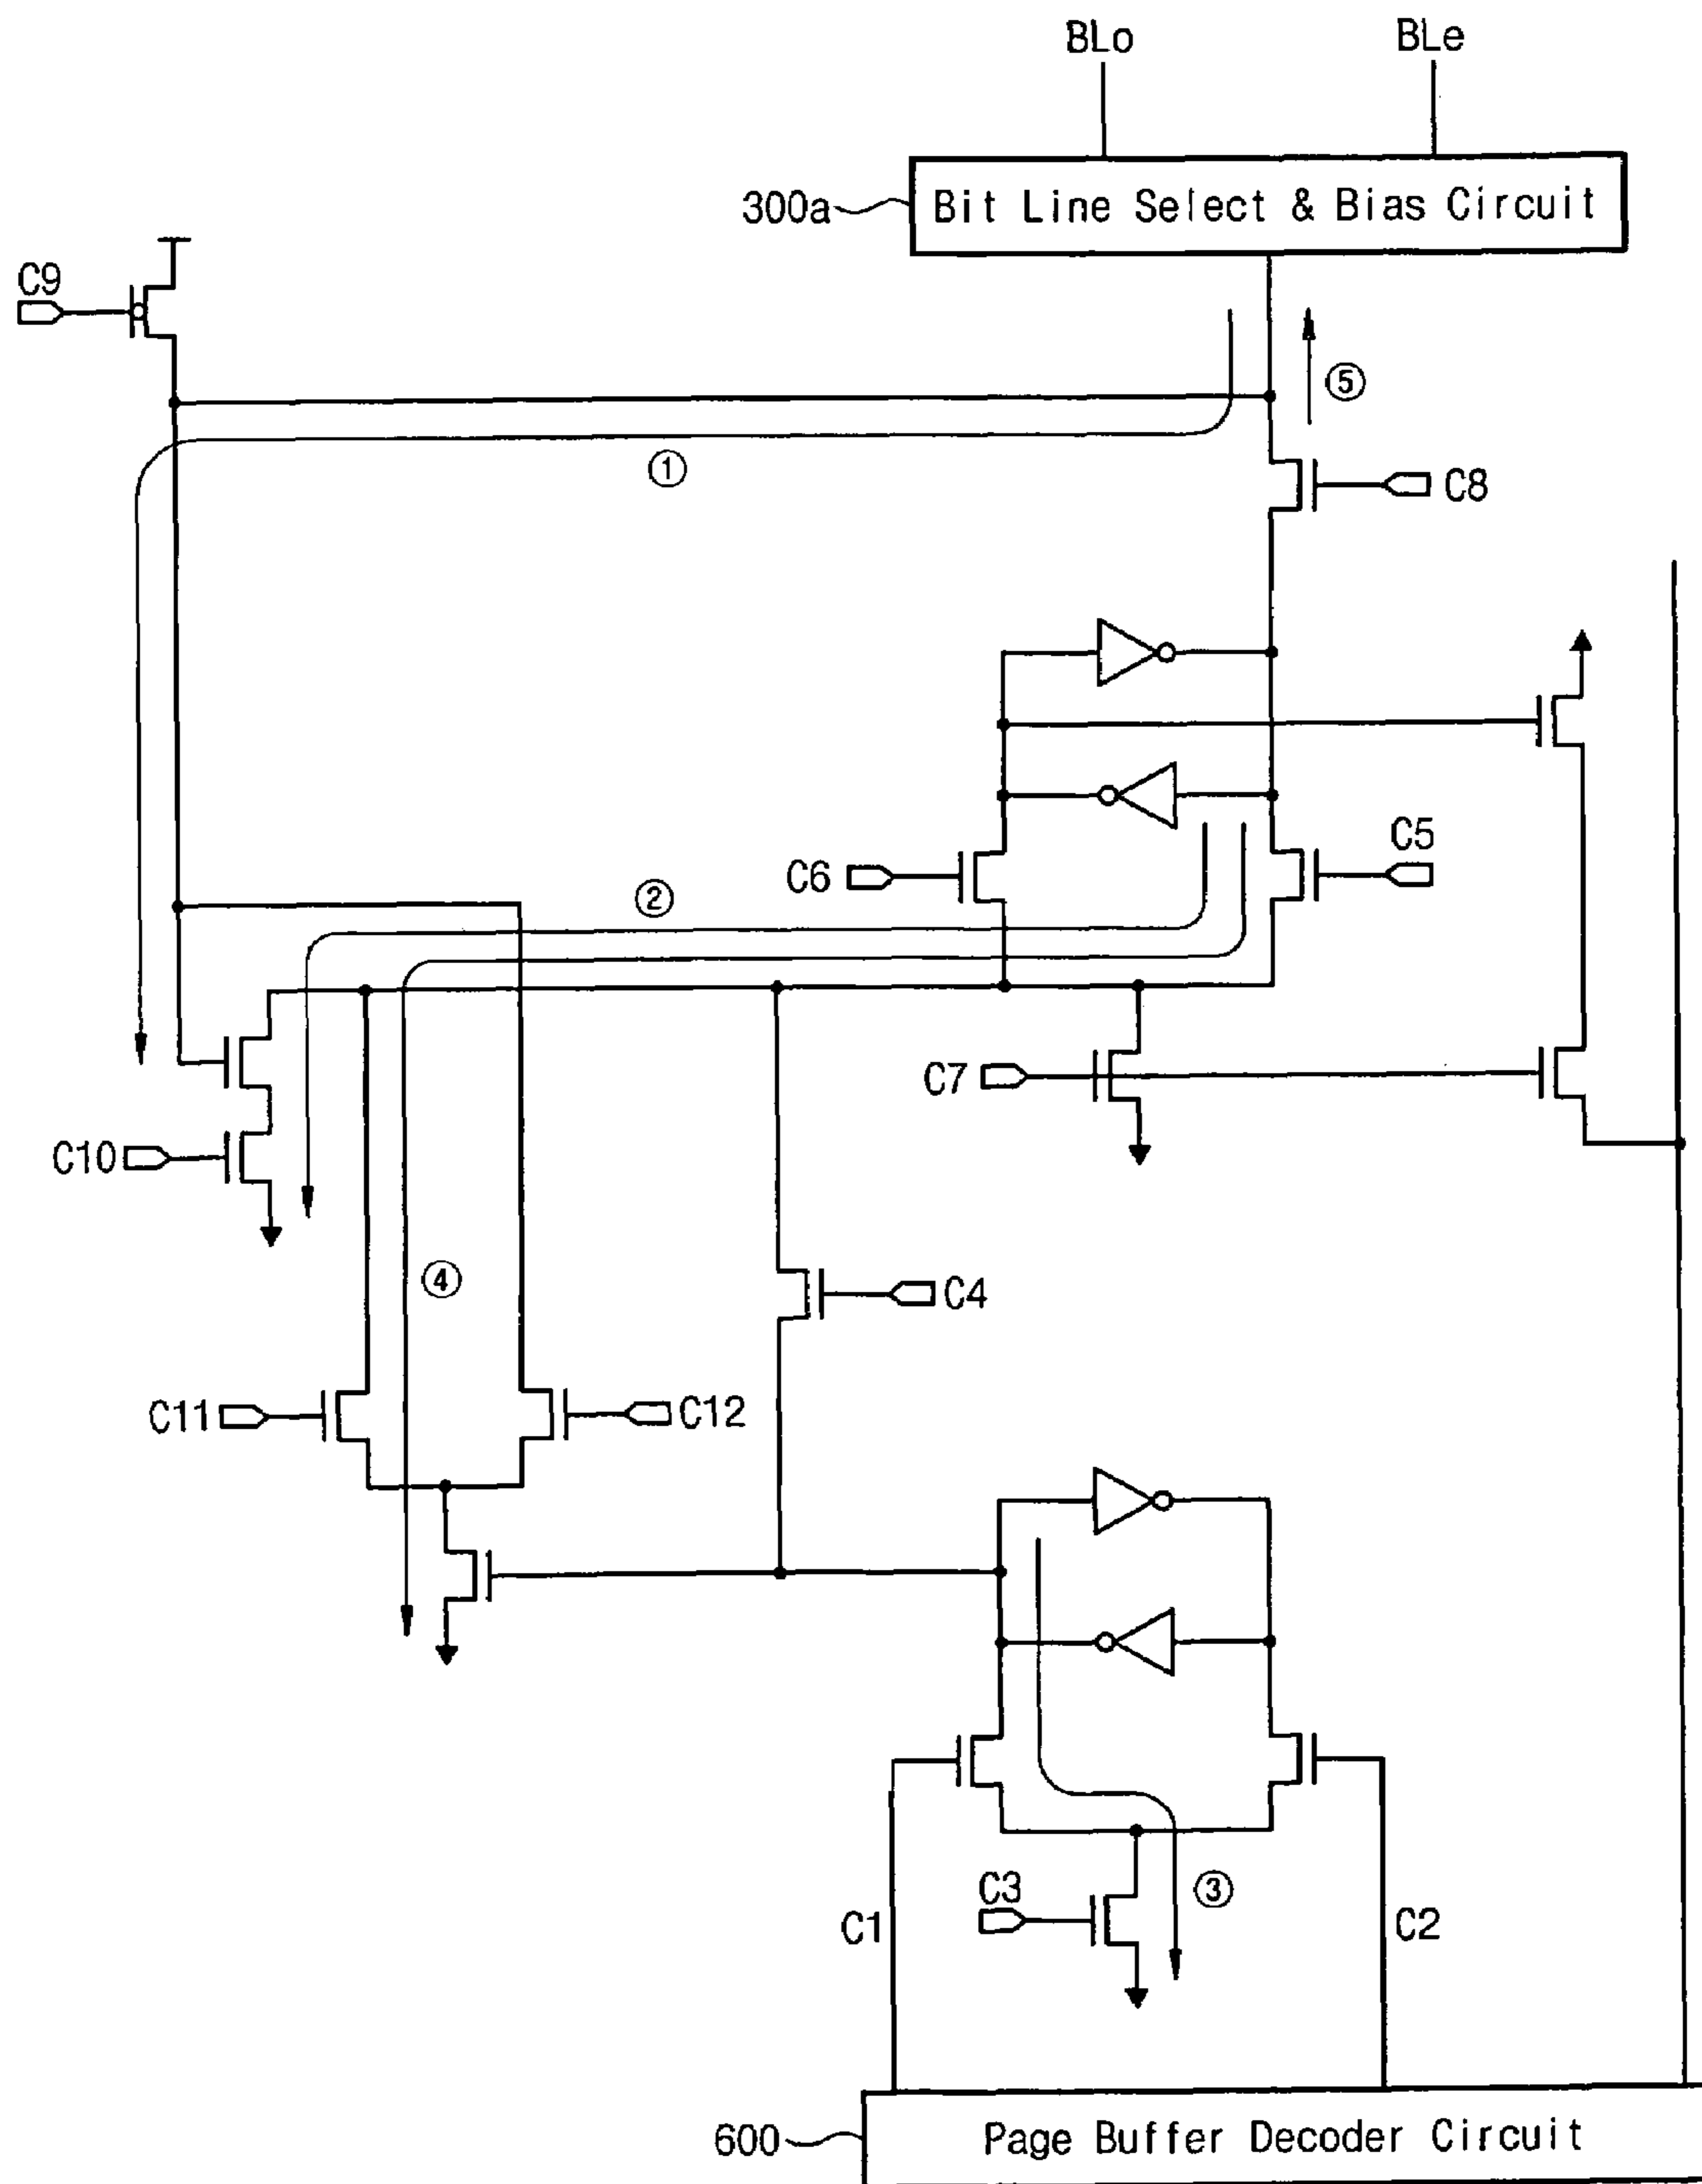 BLo
BLe
300a
Bit Line Select & Bias Circuit
C9
⑤
①
C8
C5
C6
②
C7
C10
④
C4
C11
C12
C3
③
C1
C2
600
Page Buffer Decoder Circuit